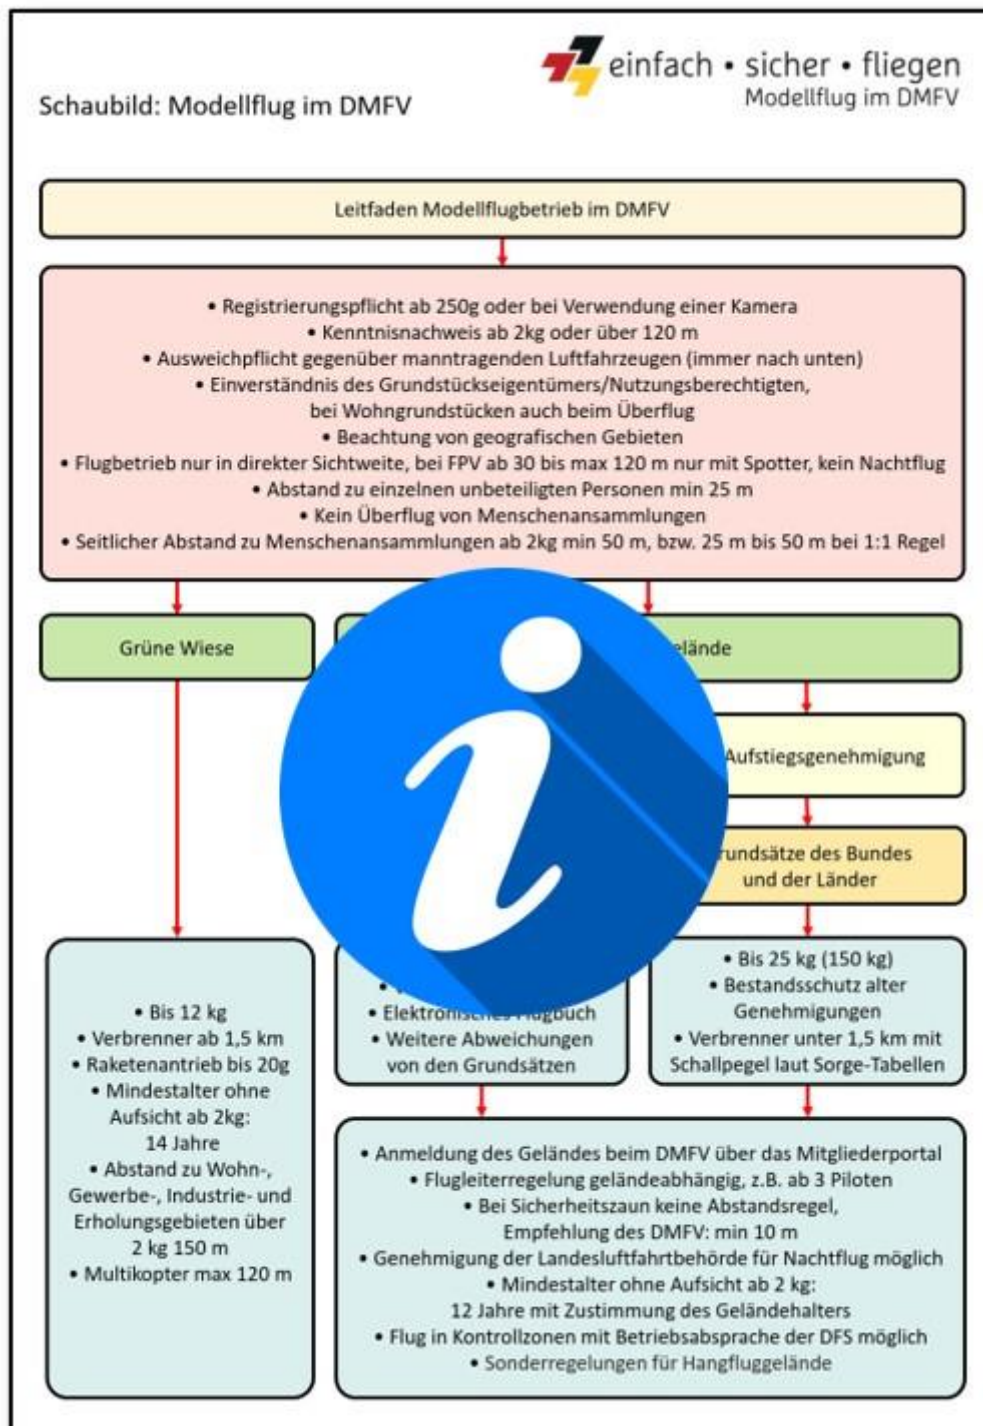 einfach • sicher • fliegen
Modellflug im DMFV
Schaubild: Modellflug im DMFV
Leitfaden Modellflugbetrieb im DMFV
• Registrierungspflicht ab 250g oder bei Verwendung einer Kamera
• Kenntnisnachweis ab 2kg oder über 120 m
• Ausweichpflicht gegenüber manntragenden Luftfahrzeugen (immer nach unten)
• Einverständnis des Grundstückseigentümers/Nutzungsberechtigten,
bei Wohngrundstücken auch beim Überflug
• Beachtung von geografischen Gebieten
• Flugbetrieb nur in direkter Sichtweite, bei FPV ab 30 bis max 120 m nur mit Spotter, kein Nachtflug
• Abstand zu einzelnen unbeteiligten Personen min 25 m
• Kein Überflug von Menschenansammlungen
• Seitlicher Abstand zu Menschenansammlungen ab 2kg min 50 m, bzw. 25 m bis 50 m bei 1:1 Regel
Grüne Wiese
elände
Aufstiegsgenehmigung
rundsätze des Bundes
und der Länder
• Bis 12 kg
• Verbrenner ab 1,5 km
• Raketenantrieb bis 20g
• Mindestalter ohne
Aufsicht ab 2kg:
14 Jahre
• Abstand zu Wohn-,
Gewerbe-, Industrie- und
Erholungsgebieten über
2 kg 150 m
• Multikopter max 120 m
• Elektronisches Flugbuch
• Weitere Abweichungen
von den Grundsätzen
• Bis 25 kg (150 kg)
• Bestandsschutz alter
Genehmigungen
• Verbrenner unter 1,5 km mit
Schallpegel laut Sorge-Tabellen
• Anmeldung des Geländes beim DMFV über das Mitgliederportal
• Flugleiterregelung geländeabhängig, z.B. ab 3 Piloten
• Bei Sicherheitszaun keine Abstandsregel,
Empfehlung des DMFV: min 10 m
• Genehmigung der Landesluftfahrtbehörde für Nachtflug möglich
• Mindestalter ohne Aufsicht ab 2 kg:
12 Jahre mit Zustimmung des Geländehalters
• Flug in Kontrollzonen mit Betriebsabsprache der DFS möglich
• Sonderregelungen für Hangfluggelände